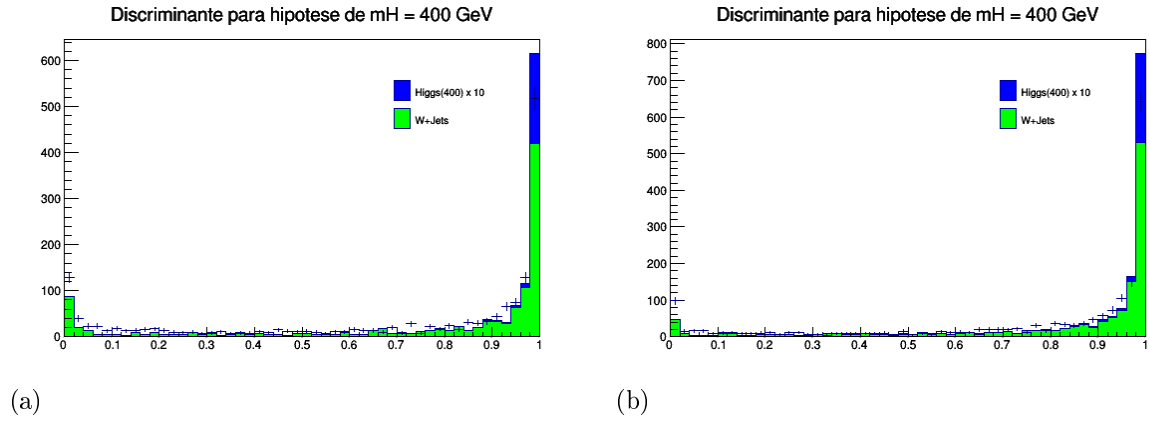 Discriminante para hipotese de mH = 400 GeV
600
500
400
300
200
100
0
Higgs(400) x 10
W+Jets
0 0.1 0.2 0.3 0.4 0.5 0.6 0.7 0.8 0.9 1
(a)
Discriminante para hipotese de mH = 400 GeV
800
700
600
500
400
300
200
100
0
Higgs(400) x 10
W+Jets
0 0.1 0.2 0.3 0.4 0.5 0.6 0.7 0.8 0.9 1
(b)